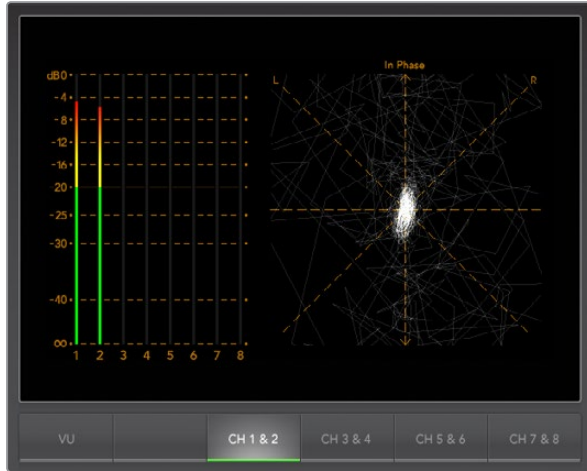 In Phase
L
R
dB0
-4
-8
-12
-16
20
-25
-30
-40
∞
1 2 3 4 5 6 7 8
VU
CH 1 & 2
CH 3 & 4
CH 5 & 6
CH 7 & 8